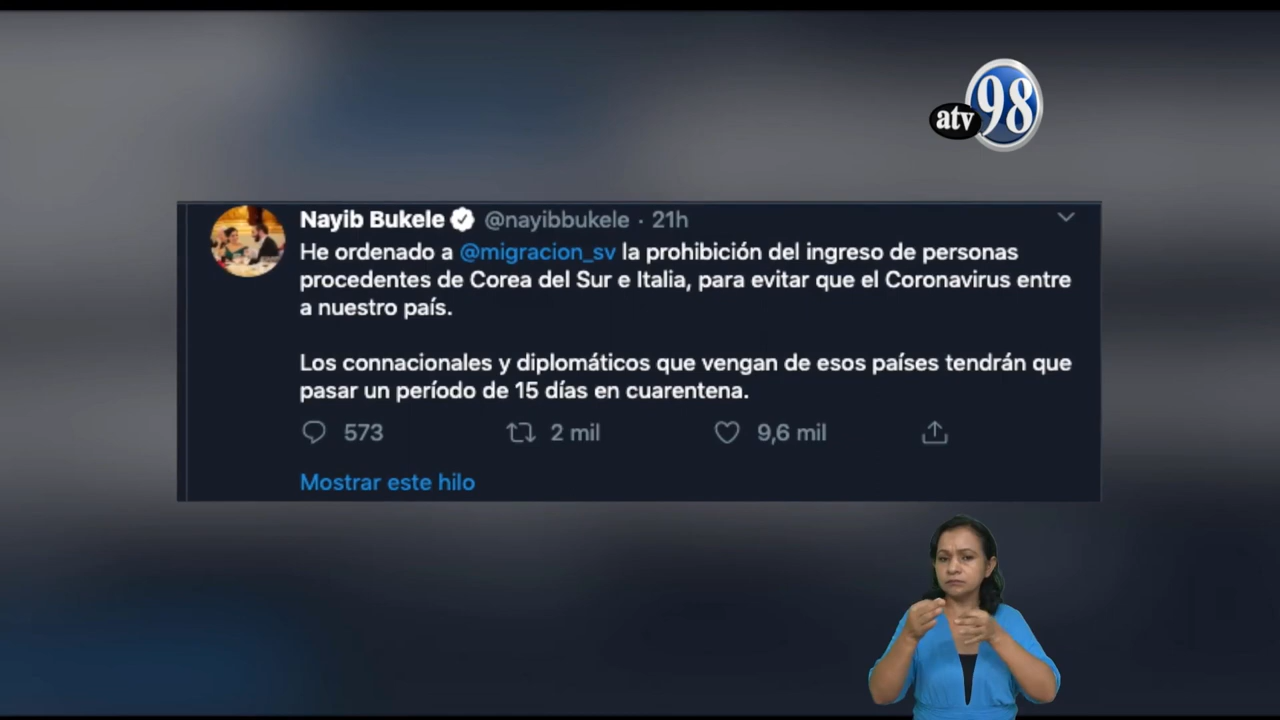 atv 98
Nayib Bukele @nayibbukele · 21h
He ordenado a @migracion_sv la prohibición del ingreso de personas
procedentes de Corea del Sur e Italia, para evitar que el Coronavirus entre
a nuestro país.
Los connacionales y diplomáticos que vengan de esos países tendrán que
pasar un período de 15 días en cuarentena.
573 2 mil 9,6 mil
Mostrar este hilo